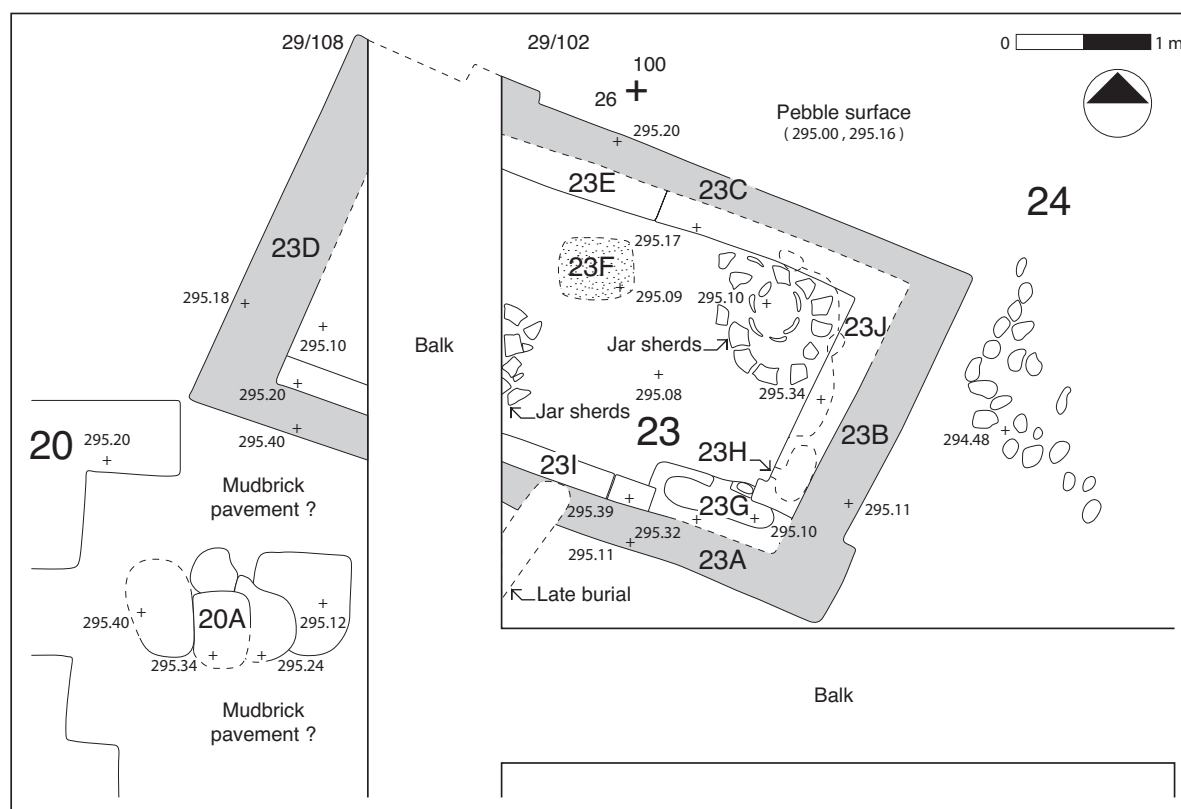 29/108
29/102
0
1 m
100
26
295.20
Pebble surface
( 295.00 , 295.16 )
23E
23C
24
23D
295.17
23F
295.18
295.09
295.10
23J
295.10
Balk
Jar sherds
295.20
295.08
295.34
Jar sherds
295.40
23
23B
20
295.20
294.48
23H
23I
Mudbrick
pavement ?
23G
295.39
295.32
295.10
295.11
295.11
23A
Late burial
295.40
20A
295.12
295.34
295.24
Balk
Mudbrick
pavement ?